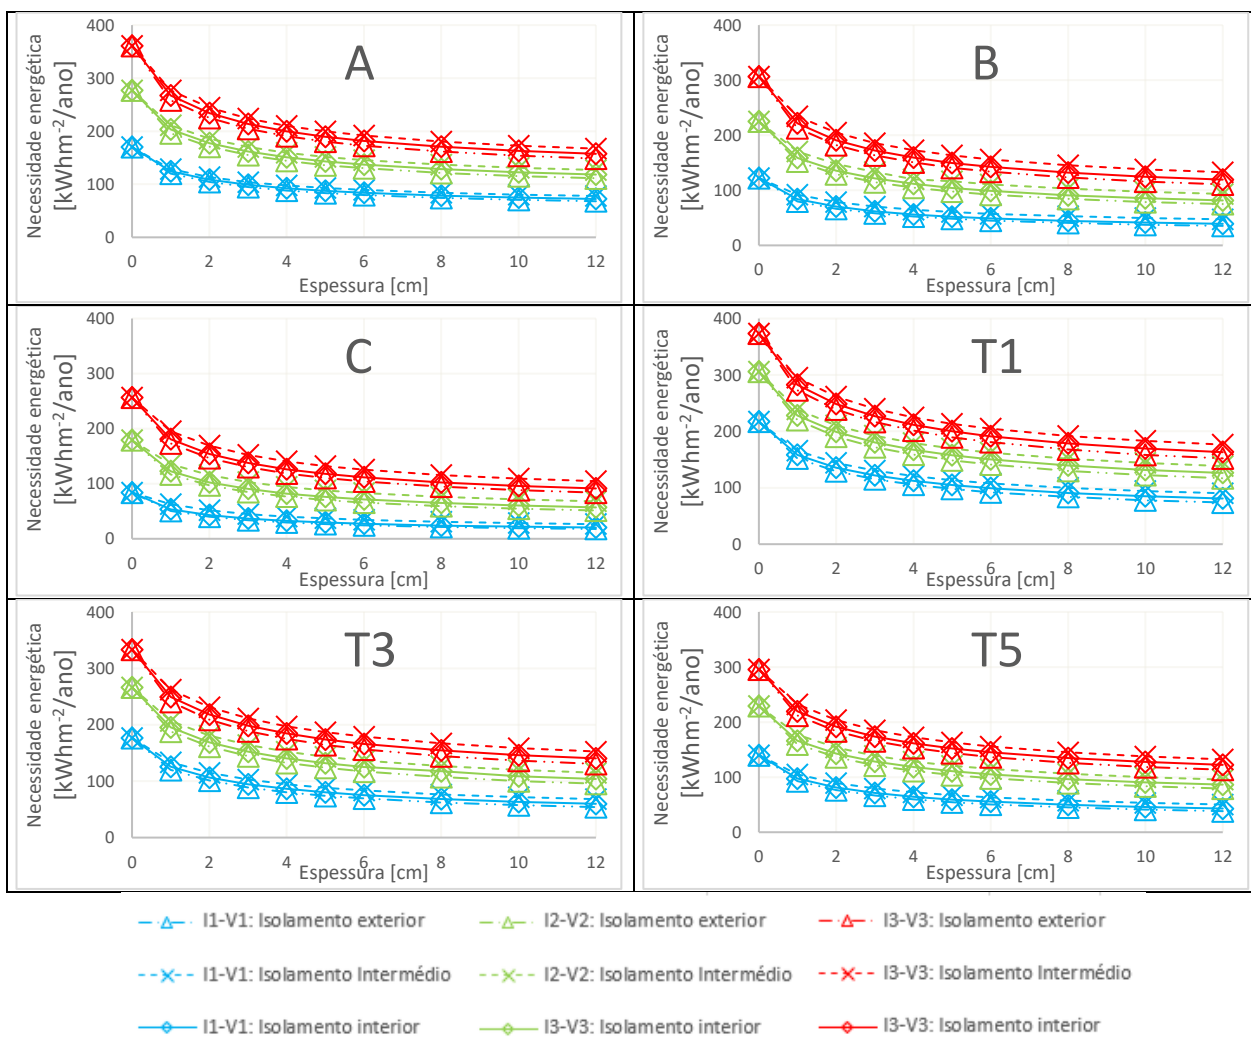 A
Necessidade energética
[kWhm-2/ano]
400
300
200
100
0
0 2 4 6 8 10 12
Espessura [cm]
B
Necessidade energética
[kWhm-2/ano]
400
300
200
100
0
0 2 4 6 8 10 12
Espessura [cm]
C
Necessidade energética
[kWhm-2/ano]
400
300
200
100
0
0 2 4 6 8 10 12
Espessura [cm]
T1
Necessidade energética
[kWhm-2/ano]
400
300
200
100
0
0 2 4 6 8 10 12
Espessura [cm]
T3
Necessidade energética
[kWhm-2/ano]
400
300
200
100
0
0 2 4 6 8 10 12
Espessura [cm]
T5
Necessidade energética
[kWhm-2/ano]
400
300
200
100
0
0 2 4 6 8 10 12
Espessura [cm]
I1-V1: Isolamento exterior
I2-V2: Isolamento exterior
I3-V3: Isolamento exterior
I1-V1: Isolamento Intermédio
I2-V2: Isolamento Intermédio
I3-V3: Isolamento Intermédio
I1-V1: Isolamento interior
I3-V3: Isolamento interior
I3-V3: Isolamento interior